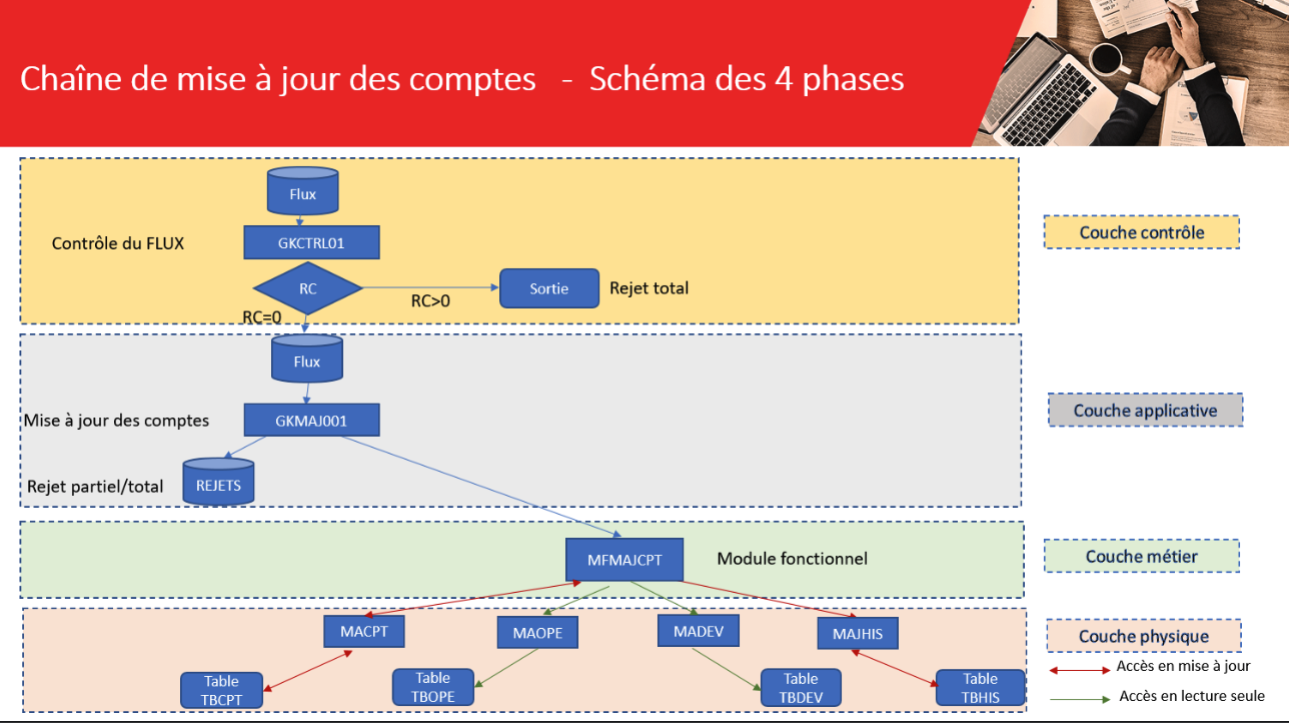 Chaîne de mise à jour des comptes - Schéma des 4 phases
Flux
Contrôle du FLUX
GKCTRL01
Couche contrôle
RC
Sortie
Rejet total
RC>0
RC=0
Flux
Mise à jour des comptes
GKMAJ001
Couche applicative
Rejet partiel/total
REJETS
MFMAJCPT
Module fonctionnel
Couche métier
MACPT
MAOPE
MADEV
MAJHIS
Couche physique
Accès en mise à jour
Table
TBCPT
Table
TBOPE
Table
TBDEV
Table
TBHIS
Accès en lecture seule